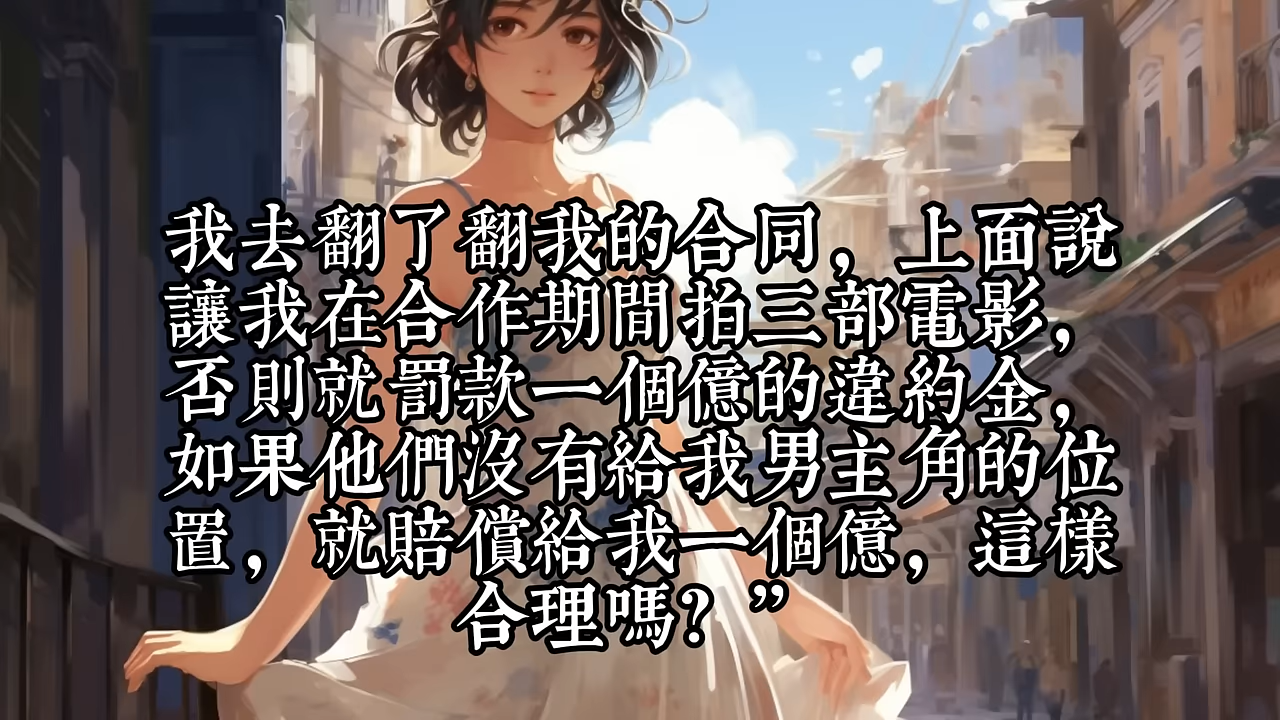 我去翻了翻我的合同，上面說
讓我在合作期間拍三部電影，
否則就罰款一個億的違約金，
如果他們沒有給我男主角的位
置，就賠償給我一個億，這樣
合理嗎？”